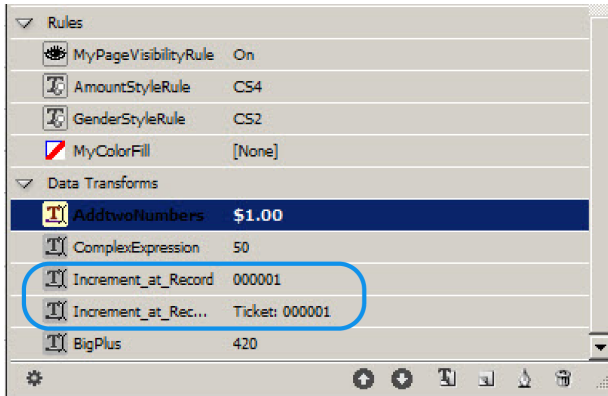 Rules
MyPageVisibilityRule On
AmountStyleRule CS4
GenderStyleRule CS2
MyColorFill [None]
Data Transforms
AddtwoNumbers $1.00
ComplexExpression 50
Increment_at_Record 000001
Increment_at_Rec... Ticket: 000001
BigPlus 420